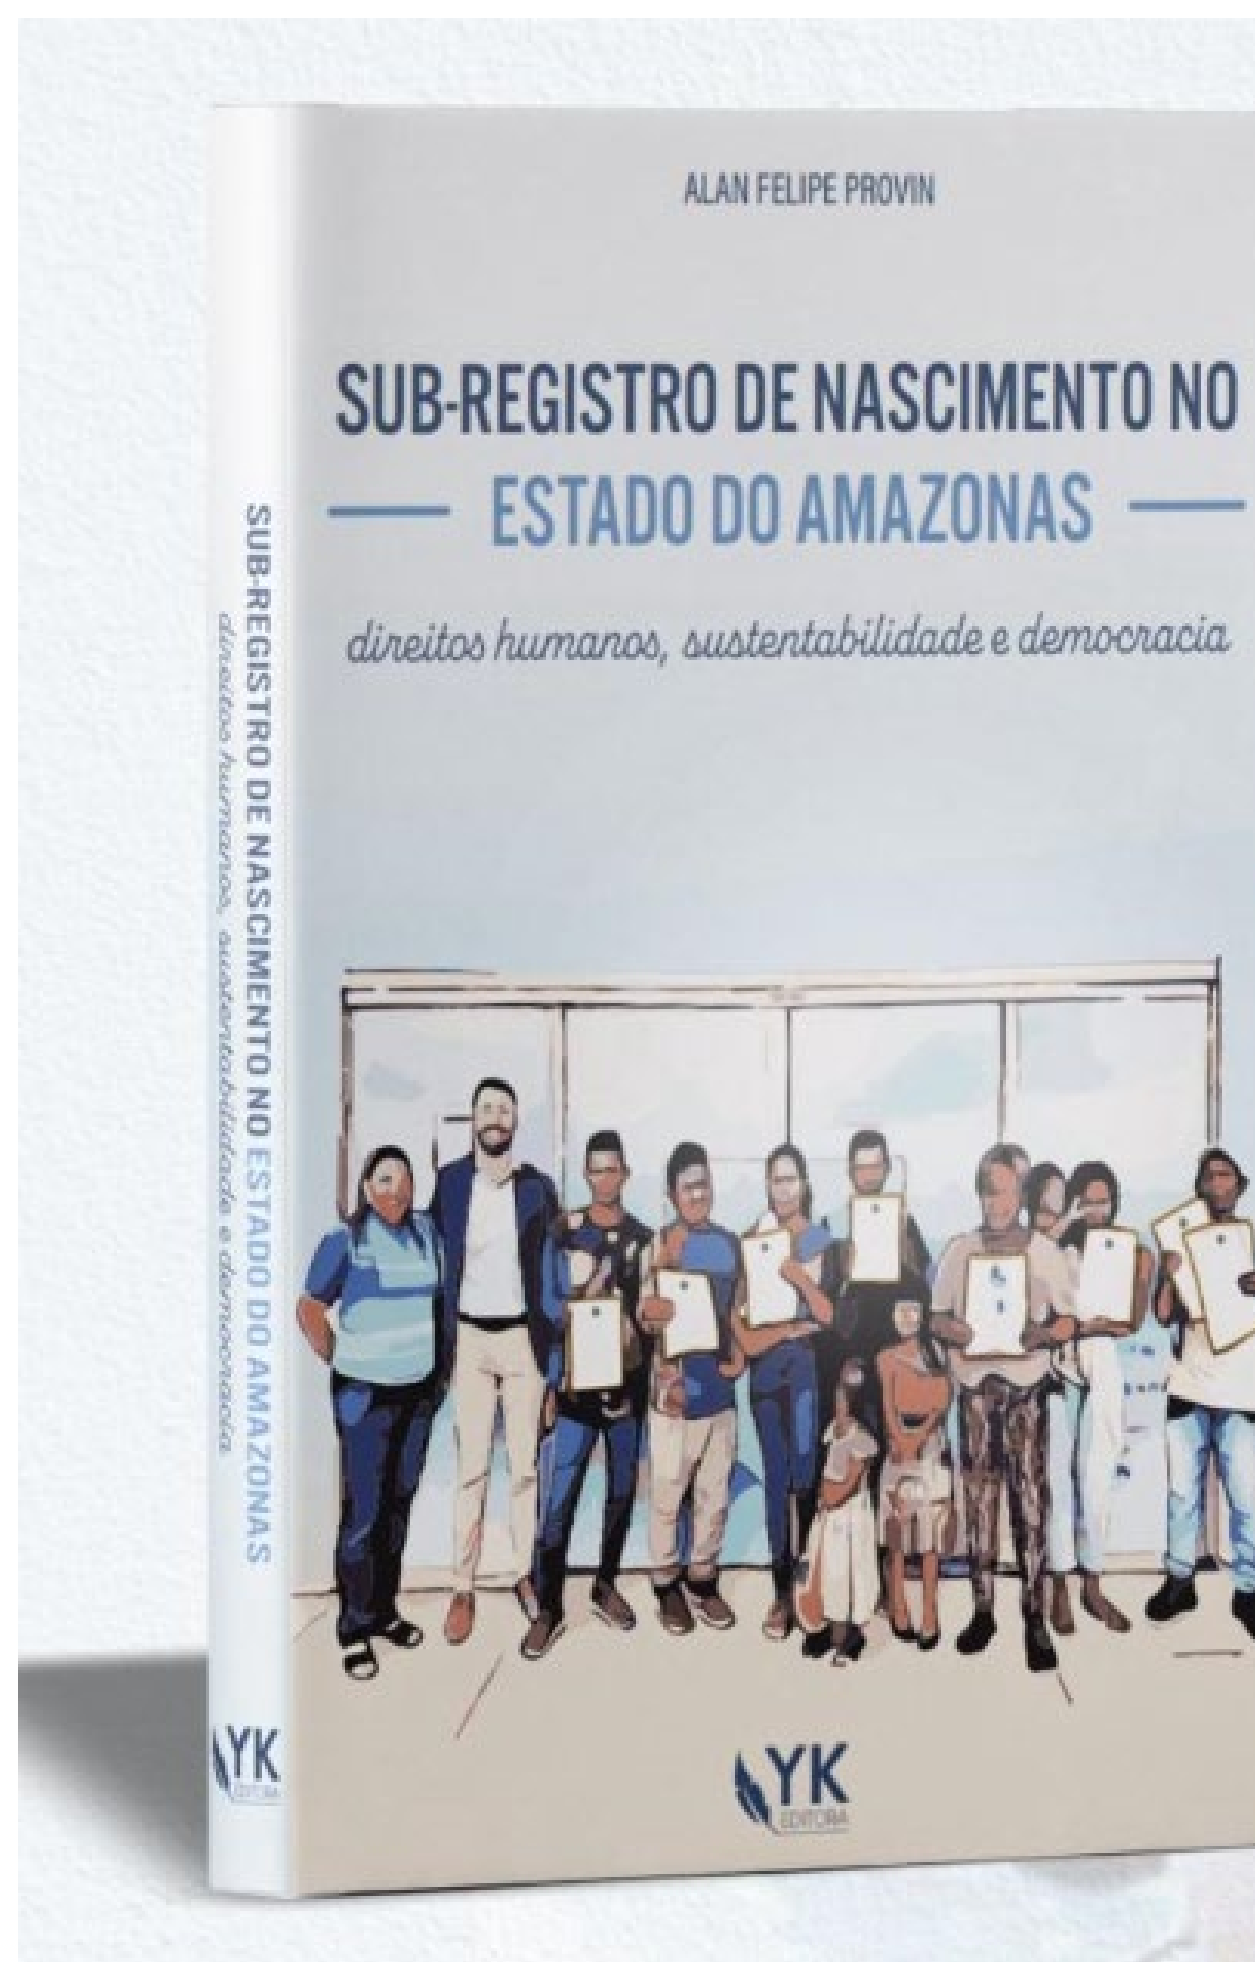 ALAN FELIPE PROVIN
SUB-REGISTRO DE NASCIMENTO NO
ESTADO DO AMAZONAS
direitos humanos, sustentabilidade e democracia
YK
EDITORA
SUB-REGISTRO DE NASCIMENTO NO ESTADO DO AMAZONAS
direitos humanos, sustentabilidade e democracia
YK
EDITORA